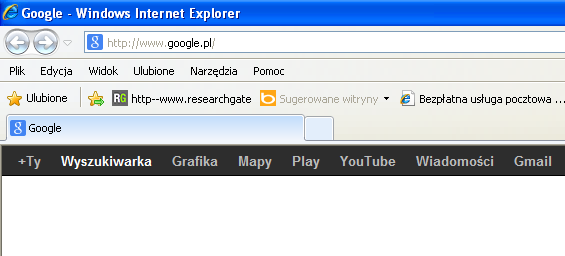 Google - Windows Internet Explorer
http://www.google.pl/
Plik Edycja Widok Ulubione Narzędzia Pomoc
Ulubione RG http--www.researchgate Sugerowane witryny Bezpłatna usługa pocztowa ...
Google
+Ty Wyszukiwarka Grafika Mapy Play YouTube Wiadomości Gmail